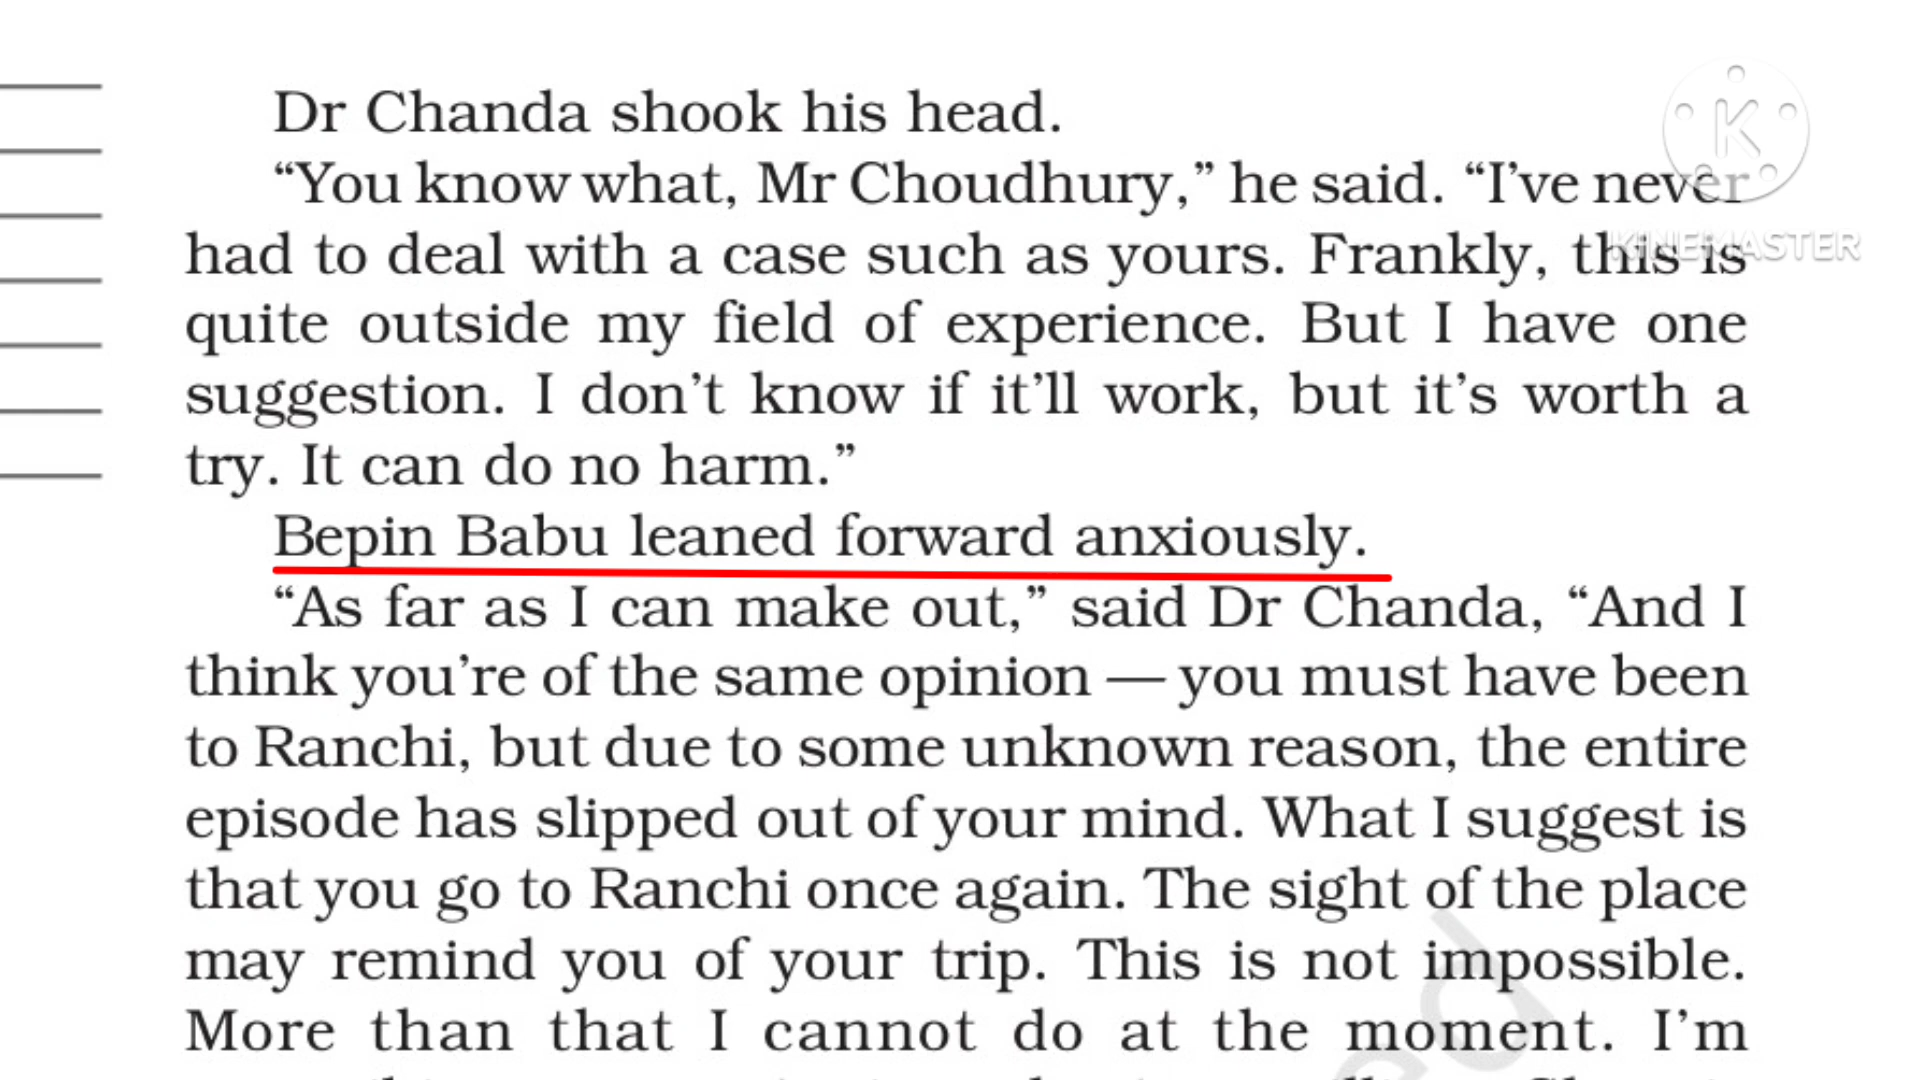 Dr Chanda shook his head.
“You know what, Mr Choudhury,” he said. “I’ve never
had to deal with a case such as yours. Frankly, this is
quite outside my field of experience. But I have one
suggestion. I don’t know if it’ll work, but it’s worth a
try. It can do no harm.”
Bepin Babu leaned forward anxiously.
“As far as I can make out,” said Dr Chanda, “And I
think you’re of the same opinion — you must have been
to Ranchi, but due to some unknown reason, the entire
episode has slipped out of your mind. What I suggest is
that you go to Ranchi once again. The sight of the place
may remind you of your trip. This is not impossible.
More than that I cannot do at the moment. I’m
K
KINEMASTER